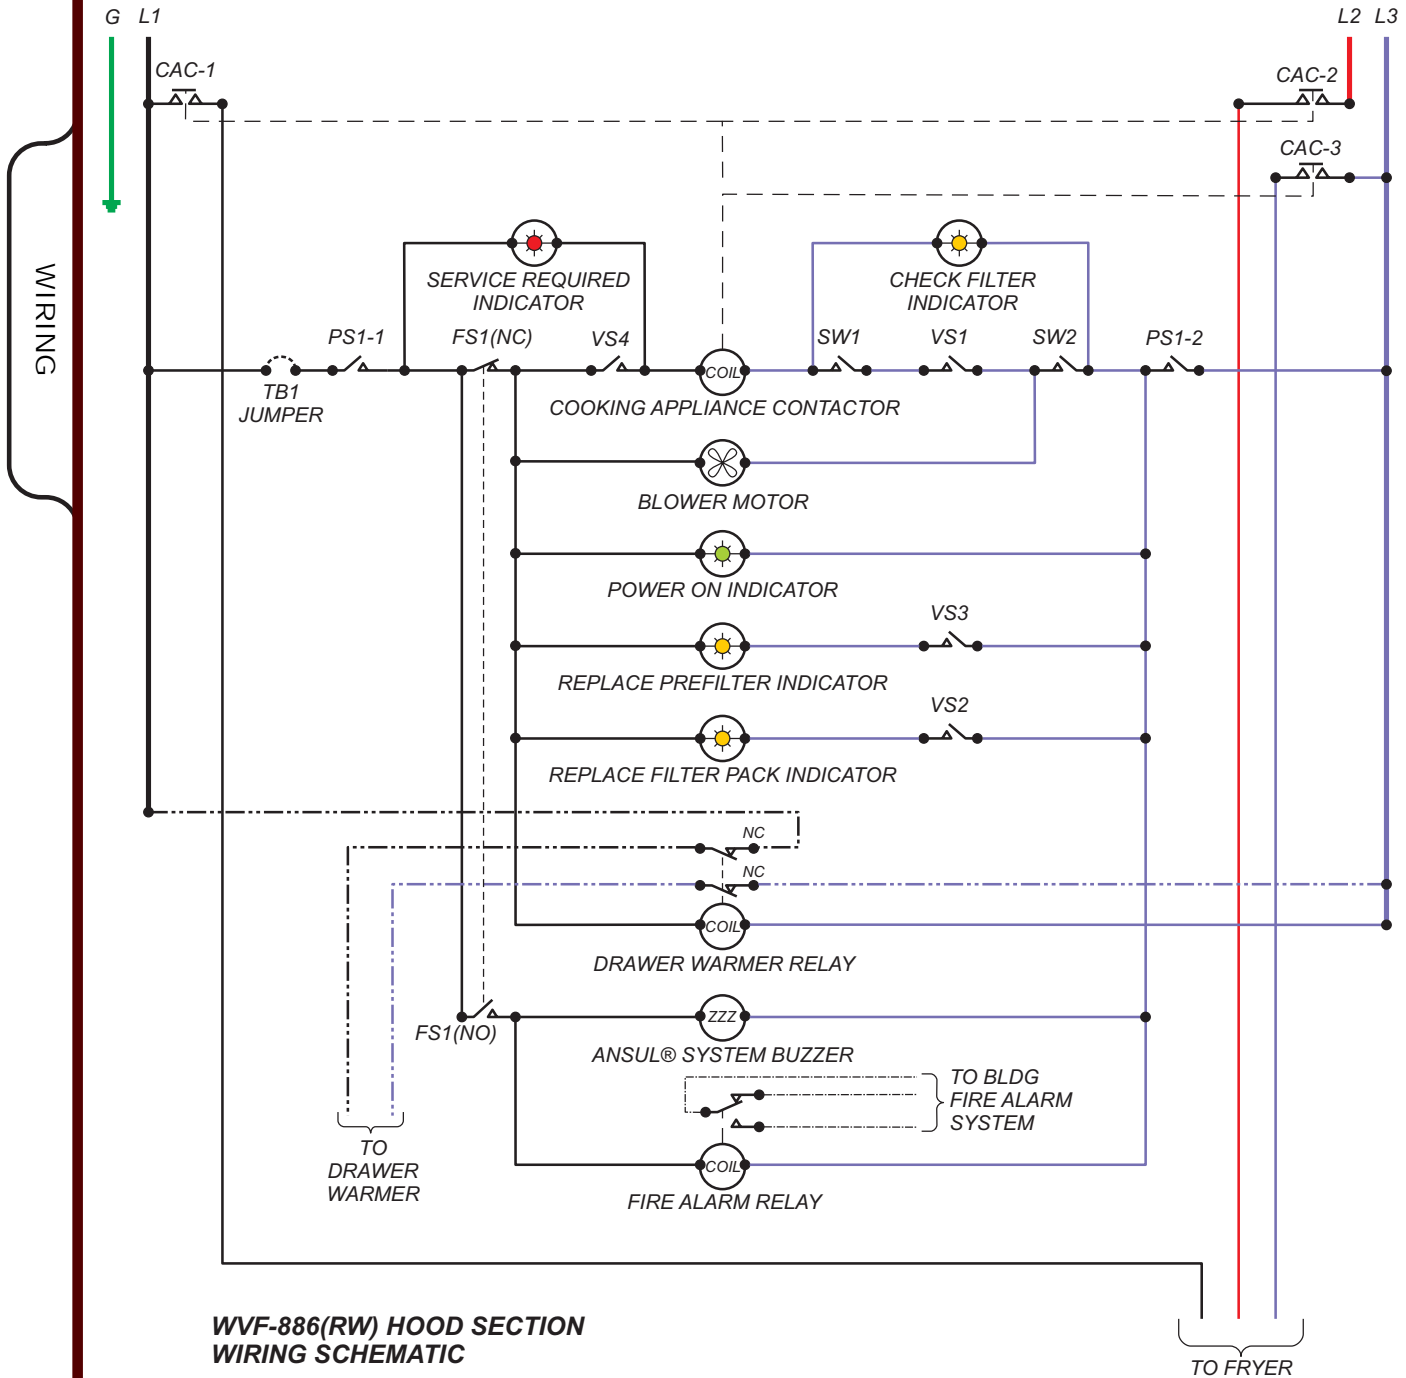 G L1
L2 L3
CAC-1
CAC-2
CAC-3
WIRING
SERVICE REQUIRED
INDICATOR
CHECK FILTER
INDICATOR
PS1-1
FS1(NC)
VS4
SW1
VS1
SW2
PS1-2
TB1
JUMPER
COIL
COOKING APPLIANCE CONTACTOR
BLOWER MOTOR
POWER ON INDICATOR
VS3
REPLACE PREFILTER INDICATOR
VS2
REPLACE FILTER PACK INDICATOR
NC
NC
COIL
DRAWER WARMER RELAY
FS1(NO)
ZZZ
ANSUL® SYSTEM BUZZER
TO BLDG
FIRE ALARM
SYSTEM
TO
DRAWER
WARMER
COIL
FIRE ALARM RELAY
WVF-886(RW) HOOD SECTION
WIRING SCHEMATIC
TO FRYER